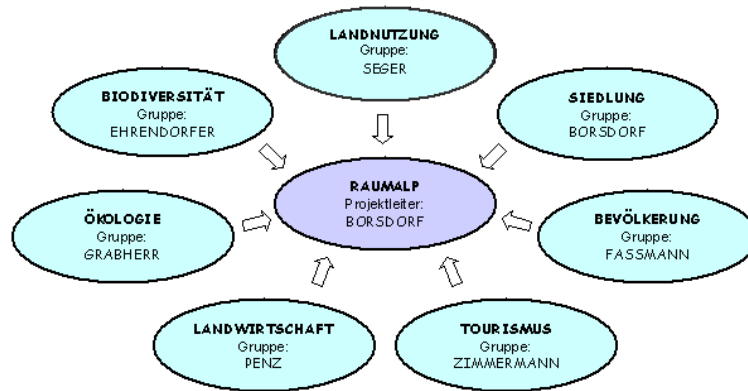 LANDNUTZUNG
Gruppe:
SEGER
BIODIVERSITÄT
Gruppe:
EHRENDORFER
SIEDLUNG
Gruppe:
BORSDORF
RAUMALP
Projektleiter:
BORSDORF
ÖKOLOGIE
Gruppe:
GRABHERR
BEVÖLKERUNG
Gruppe:
FASSMANN
LANDWIRTSCHAFT
Gruppe:
PENZ
TOURISMUS
Gruppe:
ZIMMERMANN